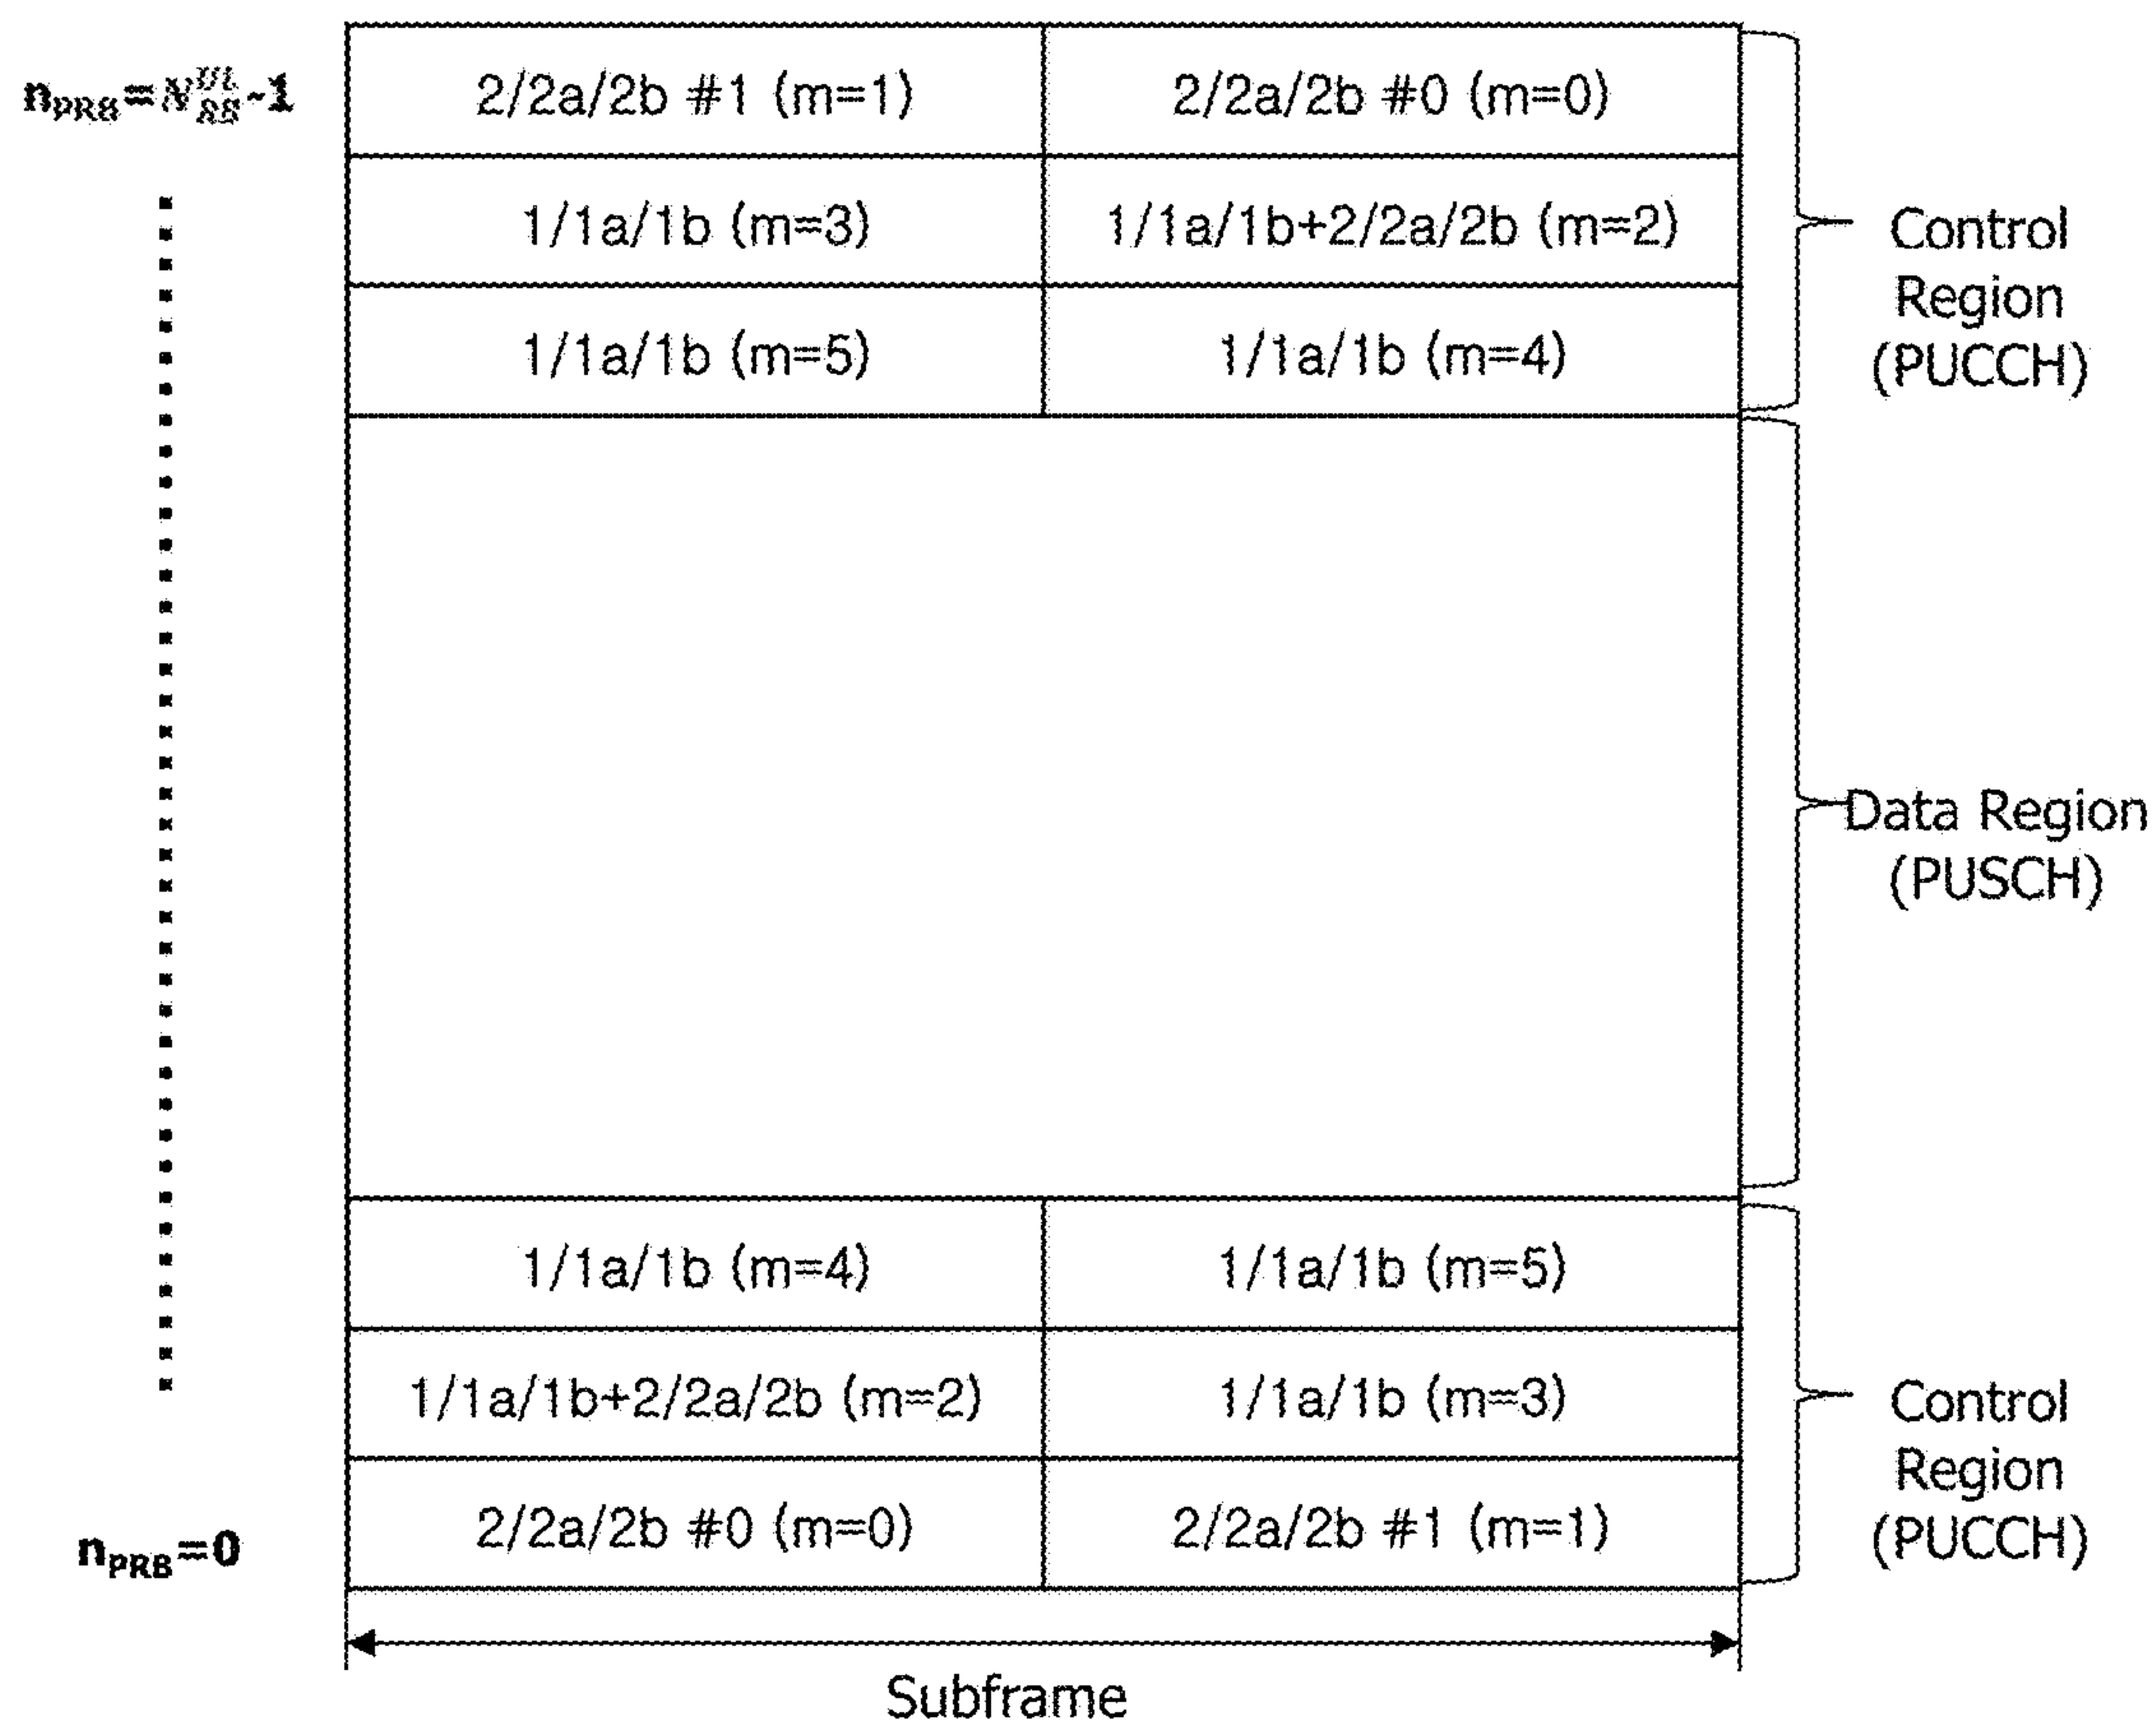 n_PRB=N_RB^UL-1
2/2a/2b #1 (m=1)
2/2a/2b #0 (m=0)
1/1a/1b (m=3)
1/1a/1b+2/2a/2b (m=2)
1/1a/1b (m=5)
1/1a/1b (m=4)
Control
Region
(PUCCH)
Data Region
(PUSCH)
1/1a/1b (m=4)
1/1a/1b (m=5)
1/1a/1b+2/2a/2b (m=2)
1/1a/1b (m=3)
2/2a/2b #0 (m=0)
2/2a/2b #1 (m=1)
Control
Region
(PUCCH)
n_PRB=0
Subframe